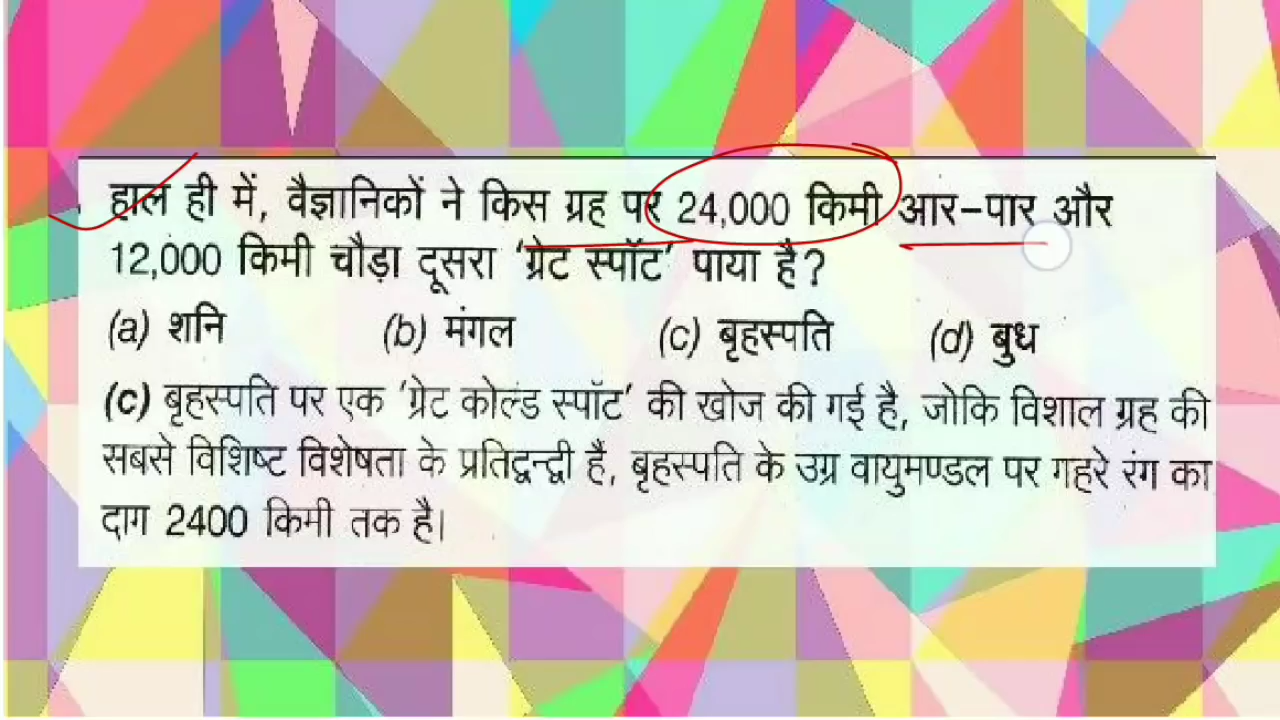 हाल ही में, वैज्ञानिकों ने किस ग्रह पर 24,000 किमी आर-पार और
12,000 किमी चौड़ा दूसरा 'ग्रेट स्पॉट' पाया है?
(a) शनि (b) मंगल (c) बृहस्पति (d) बुध
(c) बृहस्पति पर एक 'ग्रेट कोल्ड स्पॉट' की खोज की गई है, जोकि विशाल ग्रह की
सबसे विशिष्ट विशेषता के प्रतिद्वन्द्वी हैं, बृहस्पति के उग्र वायुमण्डल पर गहरे रंग का
दाग 2400 किमी तक है।